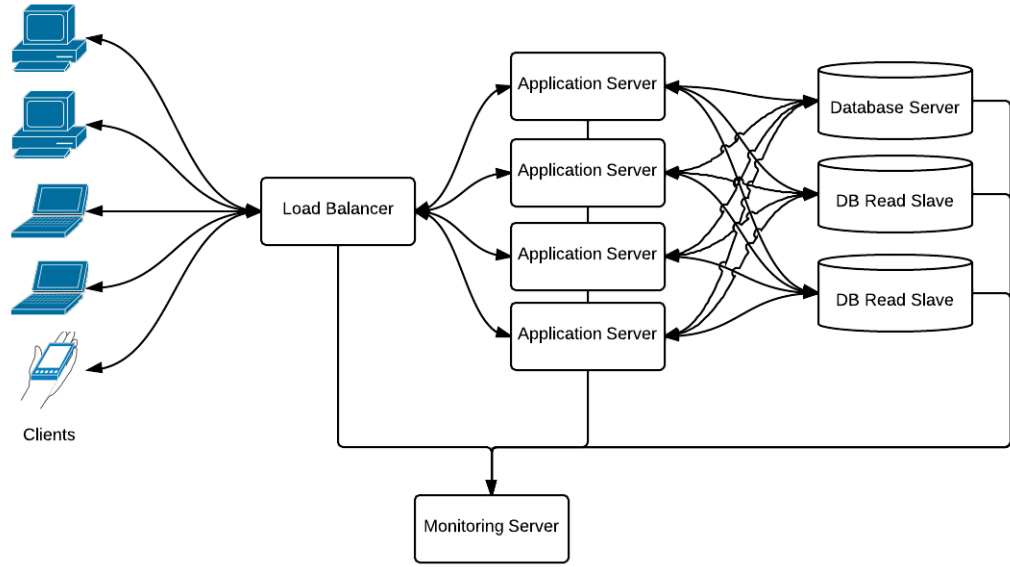 Clients
Load Balancer
Application Server
Application Server
Application Server
Application Server
Database Server
DB Read Slave
DB Read Slave
Monitoring Server